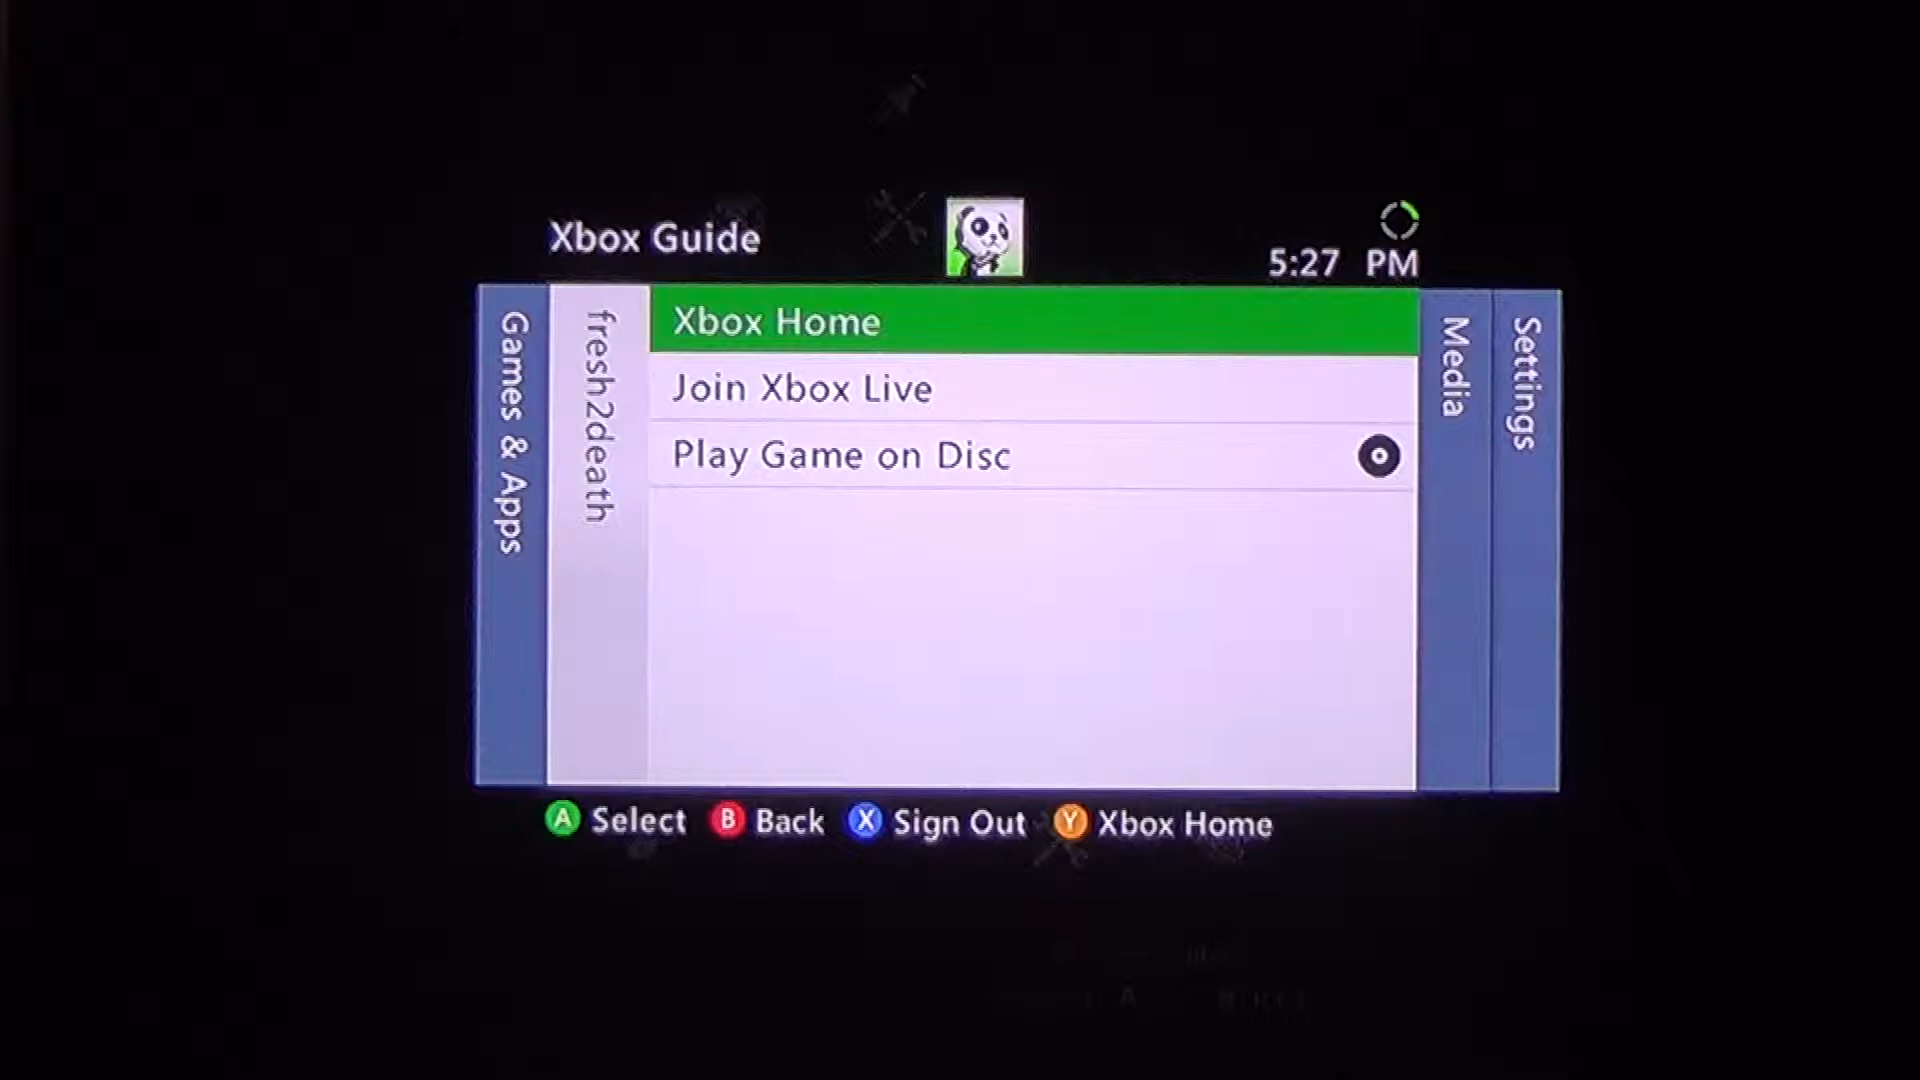 Xbox Guide
5:27 PM
Games & Apps
fresh2death
Xbox Home
Join Xbox Live
Play Game on Disc
Media
Settings
A Select B Back X Sign Out Y Xbox Home